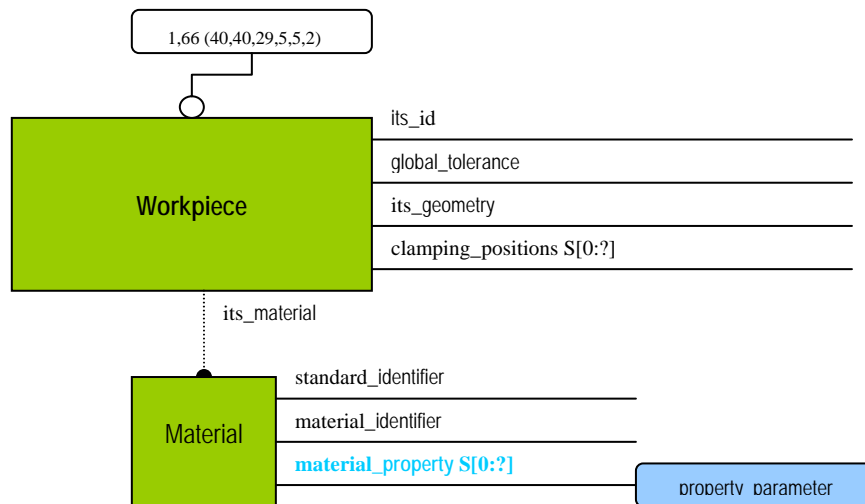 1,66 (40,40,29,5,5,2)
its_id
global_tolerance
Workpiece
its_geometry
clamping_positions S[0:?]
its_material
standard_identifier
Material
material_identifier
material_property S[0:?]
property_parameter